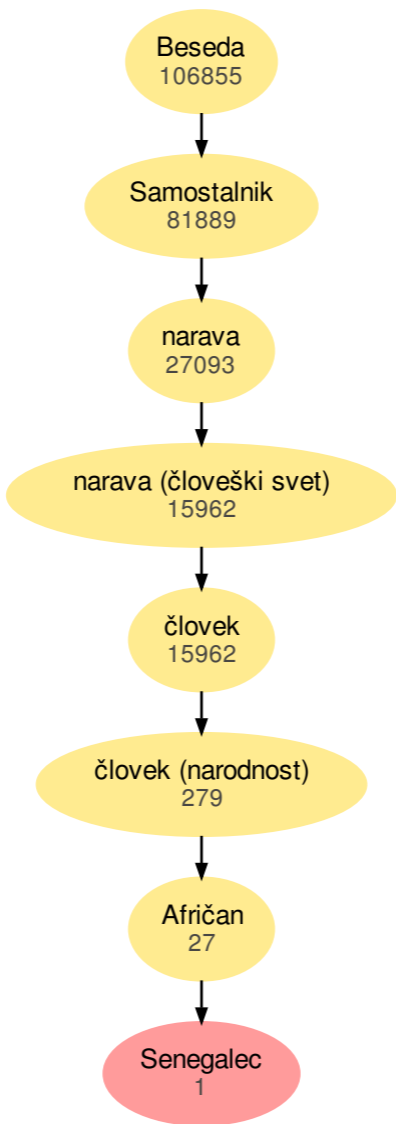 Beseda
106855
Samostalnik
81889
narava
27093
narava (človeški svet)
15962
človek
15962
človek (narodnost)
279
Afričan
27
Senegalec
1